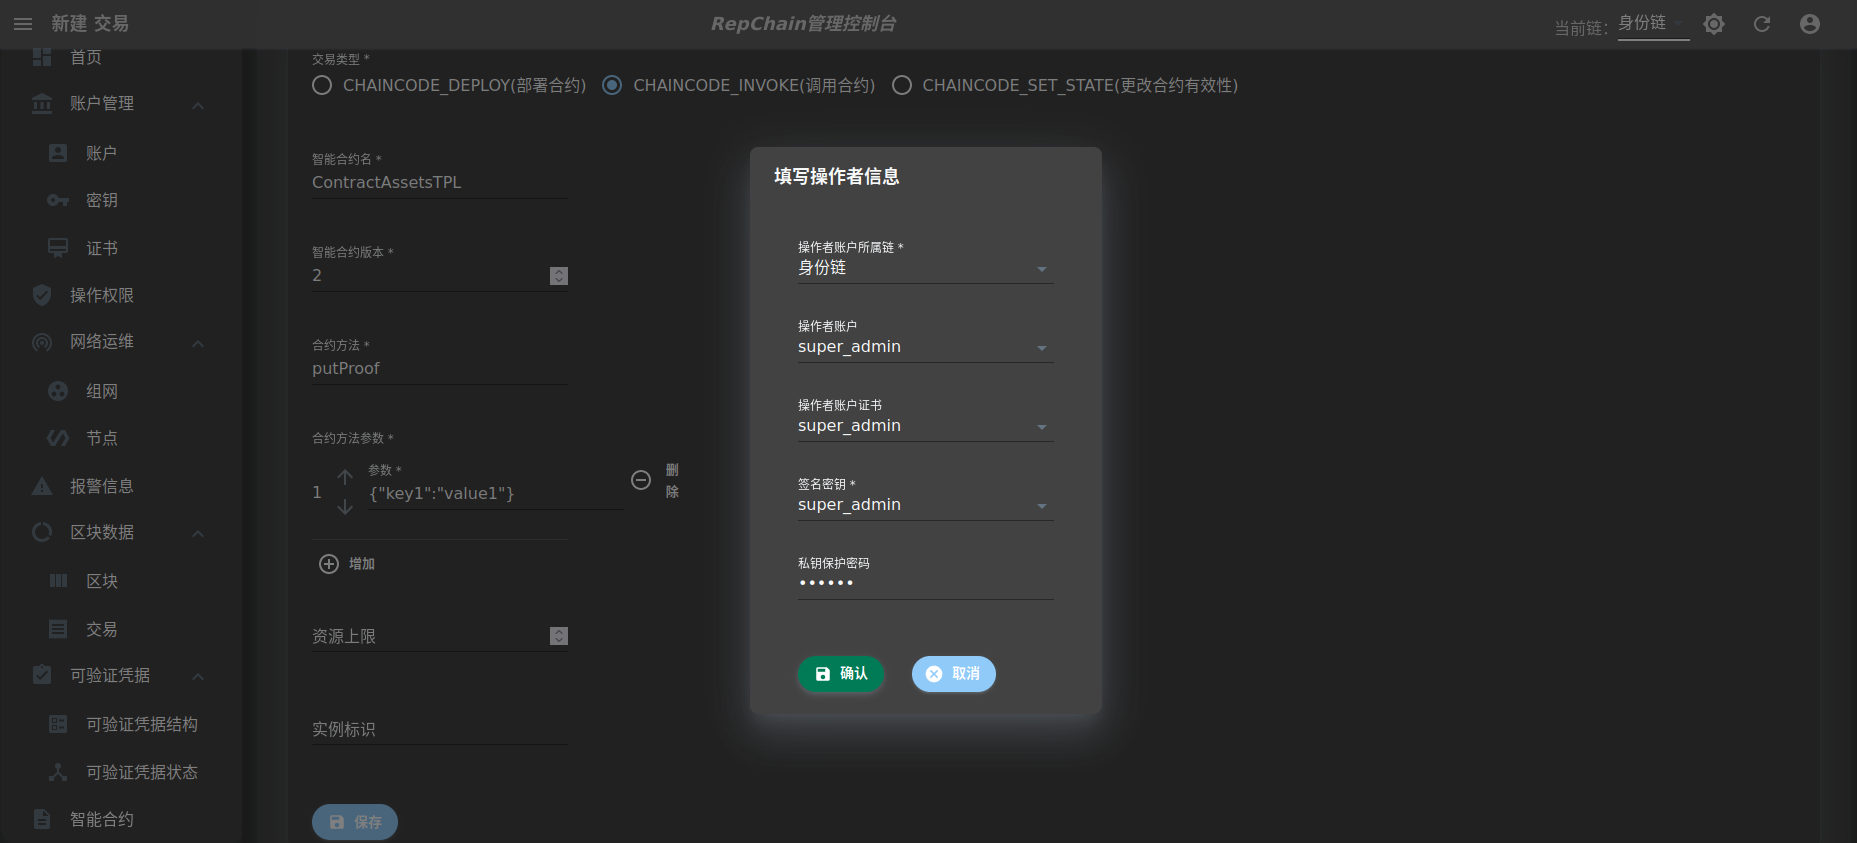 新建 交易
RepChain管理控制台
当前链:
身份链
首页
账户管理
账户
密钥
证书
操作权限
网络运维
组网
节点
报警信息
区块数据
区块
交易
可验证凭据
可验证凭据结构
可验证凭据状态
智能合约
交易类型 *
CHAINCODE_DEPLOY(部署合约)
CHAINCODE_INVOKE(调用合约)
CHAINCODE_SET_STATE(更改合约有效性)
智能合约名 *
ContractAssetsTPL
智能合约版本 *
2
合约方法 *
putProof
合约方法参数 *
1
参数 *
{"key1":"value1"}
删
除
增加
资源上限
实例标识
保存
填写操作者信息
操作者账户所属链 *
身份链
操作者账户
super_admin
操作者账户证书
super_admin
签名密钥 *
super_admin
私钥保护密码
••••••
确认
取消